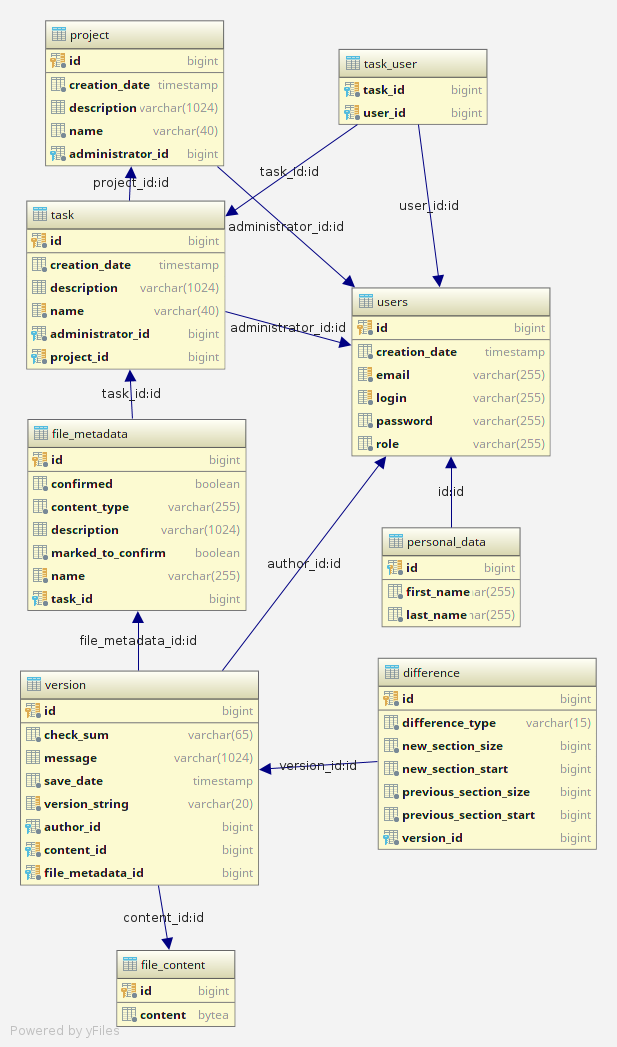 project
id bigint
creation_date timestamp
description varchar(1024)
name varchar(40)
administrator_id bigint
task_user
task_id bigint
user_id bigint
project_id:id
task_id:id
user_id:id
administrator_id:id
task
id bigint
creation_date timestamp
description varchar(1024)
name varchar(40)
administrator_id bigint
project_id bigint
administrator_id:id
users
id bigint
creation_date timestamp
email varchar(255)
login varchar(255)
password varchar(255)
role varchar(255)
task_id:id
file_metadata
id bigint
confirmed boolean
content_type varchar(255)
description varchar(1024)
marked_to_confirm boolean
name varchar(255)
task_id bigint
id:id
personal_data
id bigint
first_name har(255)
last_name har(255)
author_id:id
file_metadata_id:id
version
id bigint
check_sum varchar(65)
message varchar(1024)
save_date timestamp
version_string varchar(20)
author_id bigint
content_id bigint
file_metadata_id bigint
version_id:id
difference
id bigint
difference_type varchar(15)
new_section_size bigint
new_section_start bigint
previous_section_size bigint
previous_section_start bigint
version_id bigint
content_id:id
file_content
id bigint
content bytea
Powered by yFiles